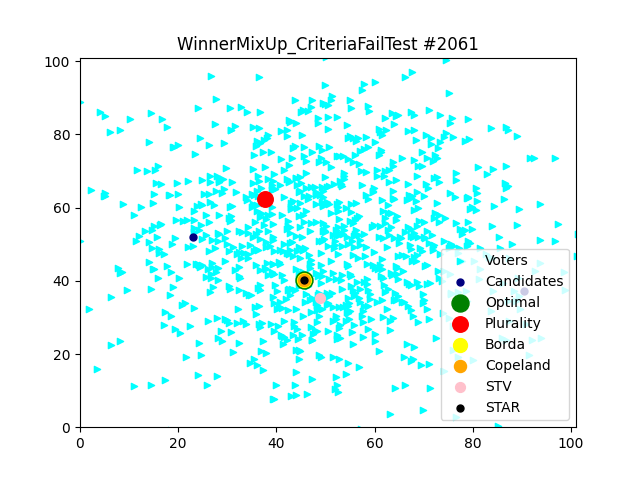 WinnerMixUp_CriteriaFailTest #2061
100
80
60
40
20
0
0
20
40
60
80
100
Voters
Candidates
Optimal
Plurality
Borda
Copeland
STV
STAR